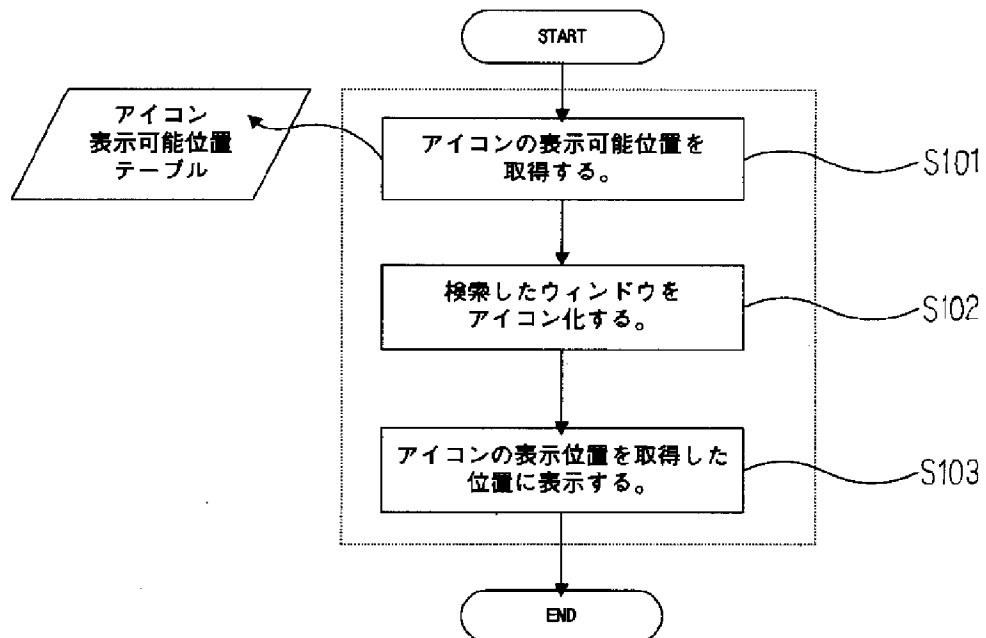 START
アイコン
表示可能位置
テーブル
アイコンの表示可能位置を
取得する。
S101
検索したウィンドウを
アイコン化する。
S102
アイコンの表示位置を取得した
位置に表示する。
S103
END